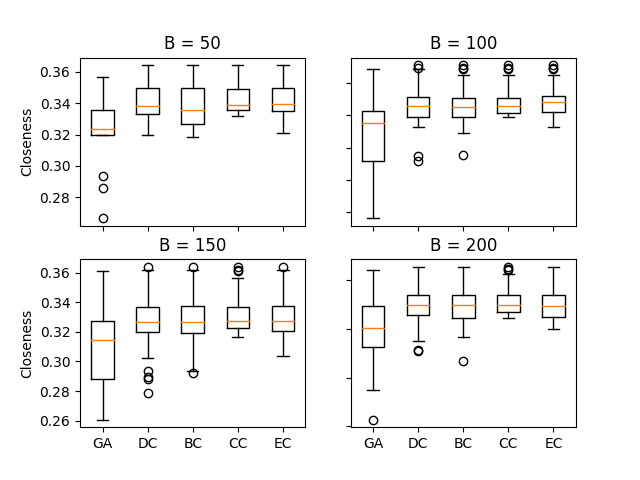 B = 50
B = 100
Closeness
0.36
0.34
0.32
0.30
0.28
B = 150
B = 200
Closeness
0.36
0.34
0.32
0.30
0.28
0.26
GA DC BC CC EC
GA DC BC CC EC